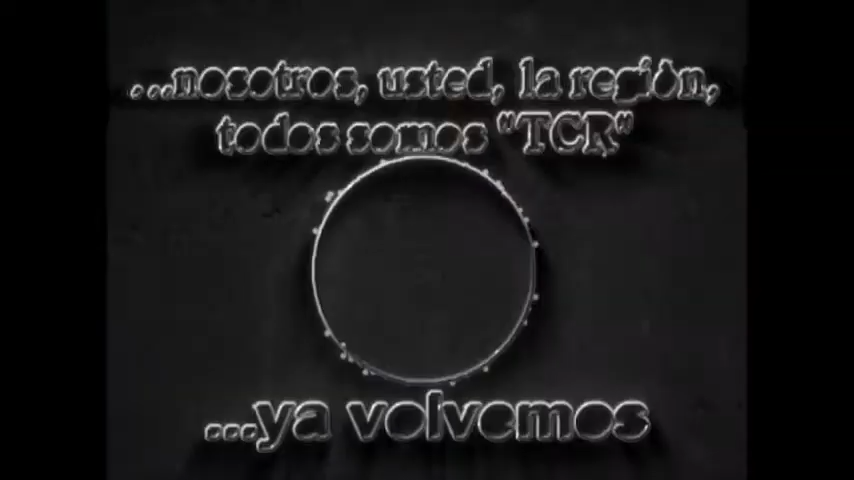 ...nosotros, usted, la región,
todos somos "TCR"
...ya volvemos